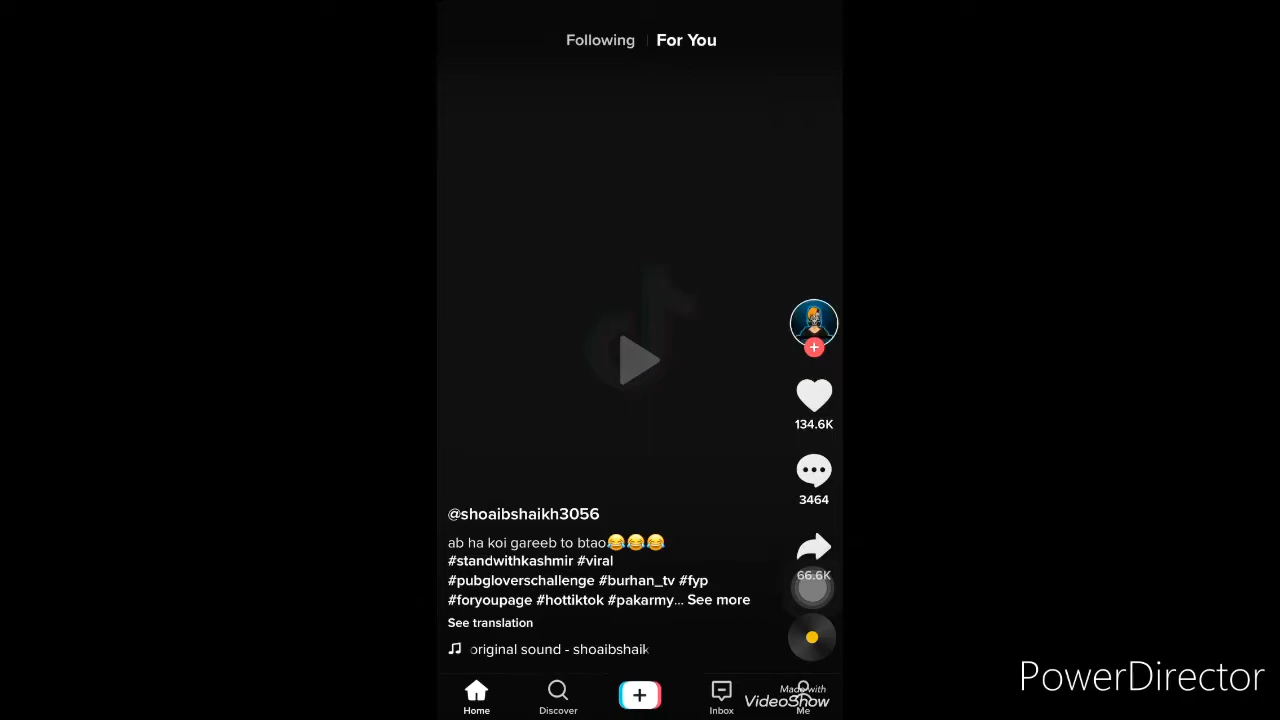 Following
For You
134.6K
3464
@shoaibshaikh3056
ab ha koi gareeb to btao😂😂😂
#standwithkashmir #viral
66.6K
#pubgloverschallenge #burhan_tv #fyp
#foryoupage #hottiktok #pakarmy... See more
See translation
original sound - shoaibshaik
Home
Discover
Inbox
Me
Made with
VideoShow
PowerDirector